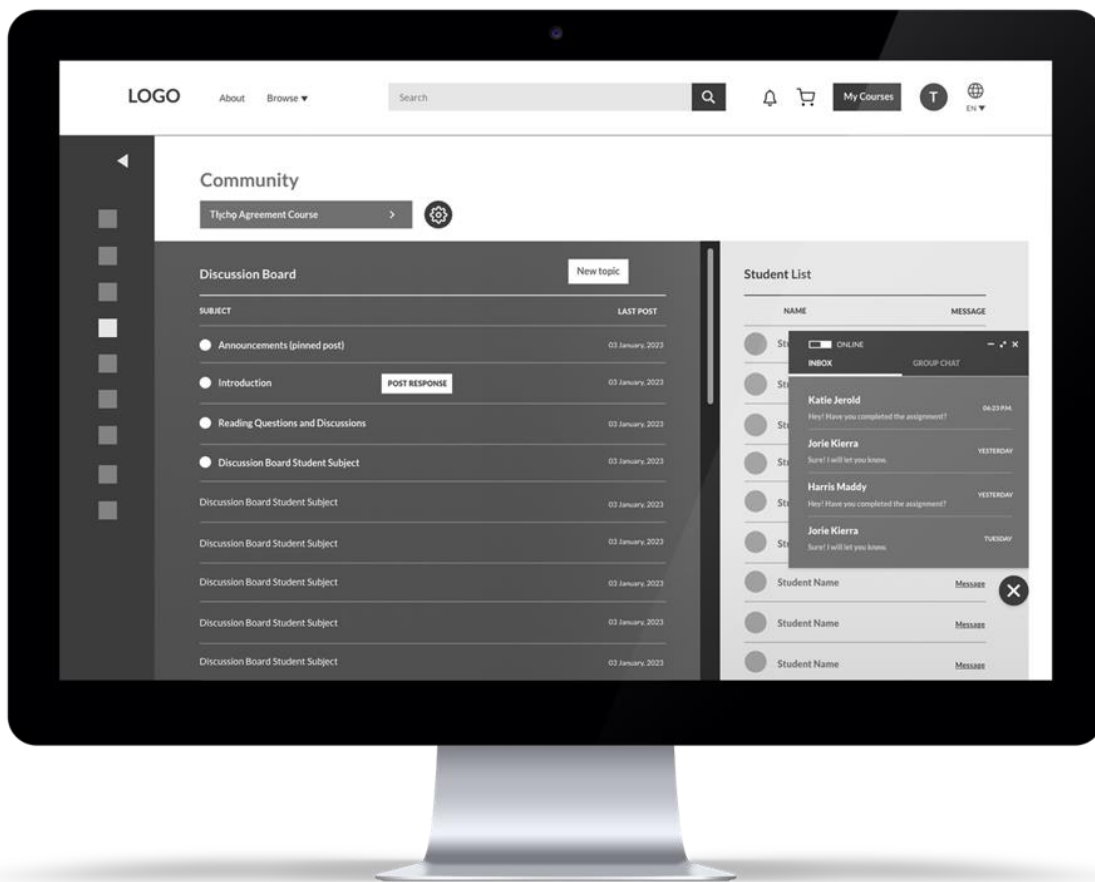 LOGO
About
Browse ▼
Search
My Courses
T
EN ▼
Community
Tłı̨chǫ Agreement Course
Discussion Board
New topic
SUBJECT
LAST POST
Announcements (pinned post)
03 January, 2023
Introduction
POST RESPONSE
03 January, 2023
Reading Questions and Discussions
03 January, 2023
Discussion Board Student Subject
03 January, 2023
Discussion Board Student Subject
03 January, 2023
Discussion Board Student Subject
03 January, 2023
Discussion Board Student Subject
03 January, 2023
Discussion Board Student Subject
03 January, 2023
Discussion Board Student Subject
03 January, 2023
Student List
NAME
MESSAGE
ONLINE
INBOX
GROUP CHAT
Katie Jerold
06:23 P.M.
Hey! Have you completed the assignment?
Jorie Kierra
YESTERDAY
Sure! I will let you know.
Harris Maddy
YESTERDAY
Hey! Have you completed the assignment?
Jorie Kierra
TUESDAY
Sure! I will let you know.
Student Name
Message
Student Name
Message
Student Name
Message